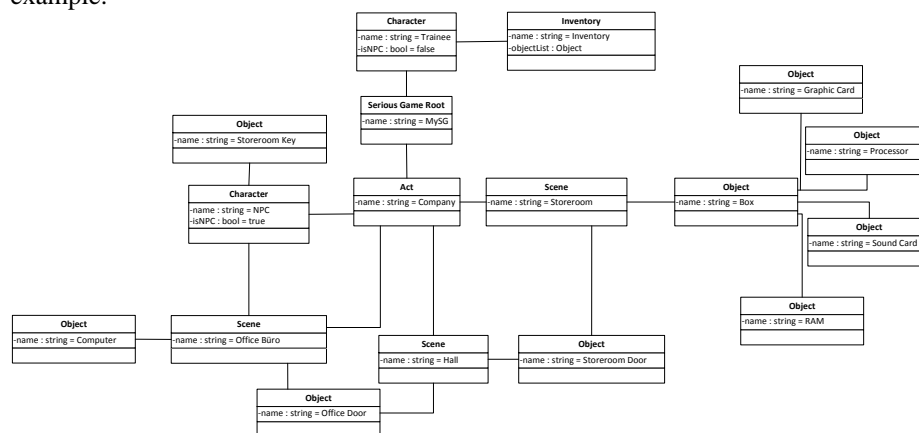 example:
Character
-name : string = Trainee
-isNPC : bool = false
Inventory
-name : string = Inventory
-objectList : Object
Object
-name : string = Graphic Card
Serious Game Root
-name : string = MySG
Object
-name : string = Storeroom Key
Object
-name : string = Processor
Character
-name : string = NPC
-isNPC : bool = true
Act
-name : string = Company
Scene
-name : string = Storeroom
Object
-name : string = Box
Object
-name : string = Sound Card
Object
-name : string = RAM
Object
-name : string = Computer
Scene
-name : string = Office Büro
Scene
-name : string = Hall
Object
-name : string = Storeroom Door
Object
-name : string = Office Door